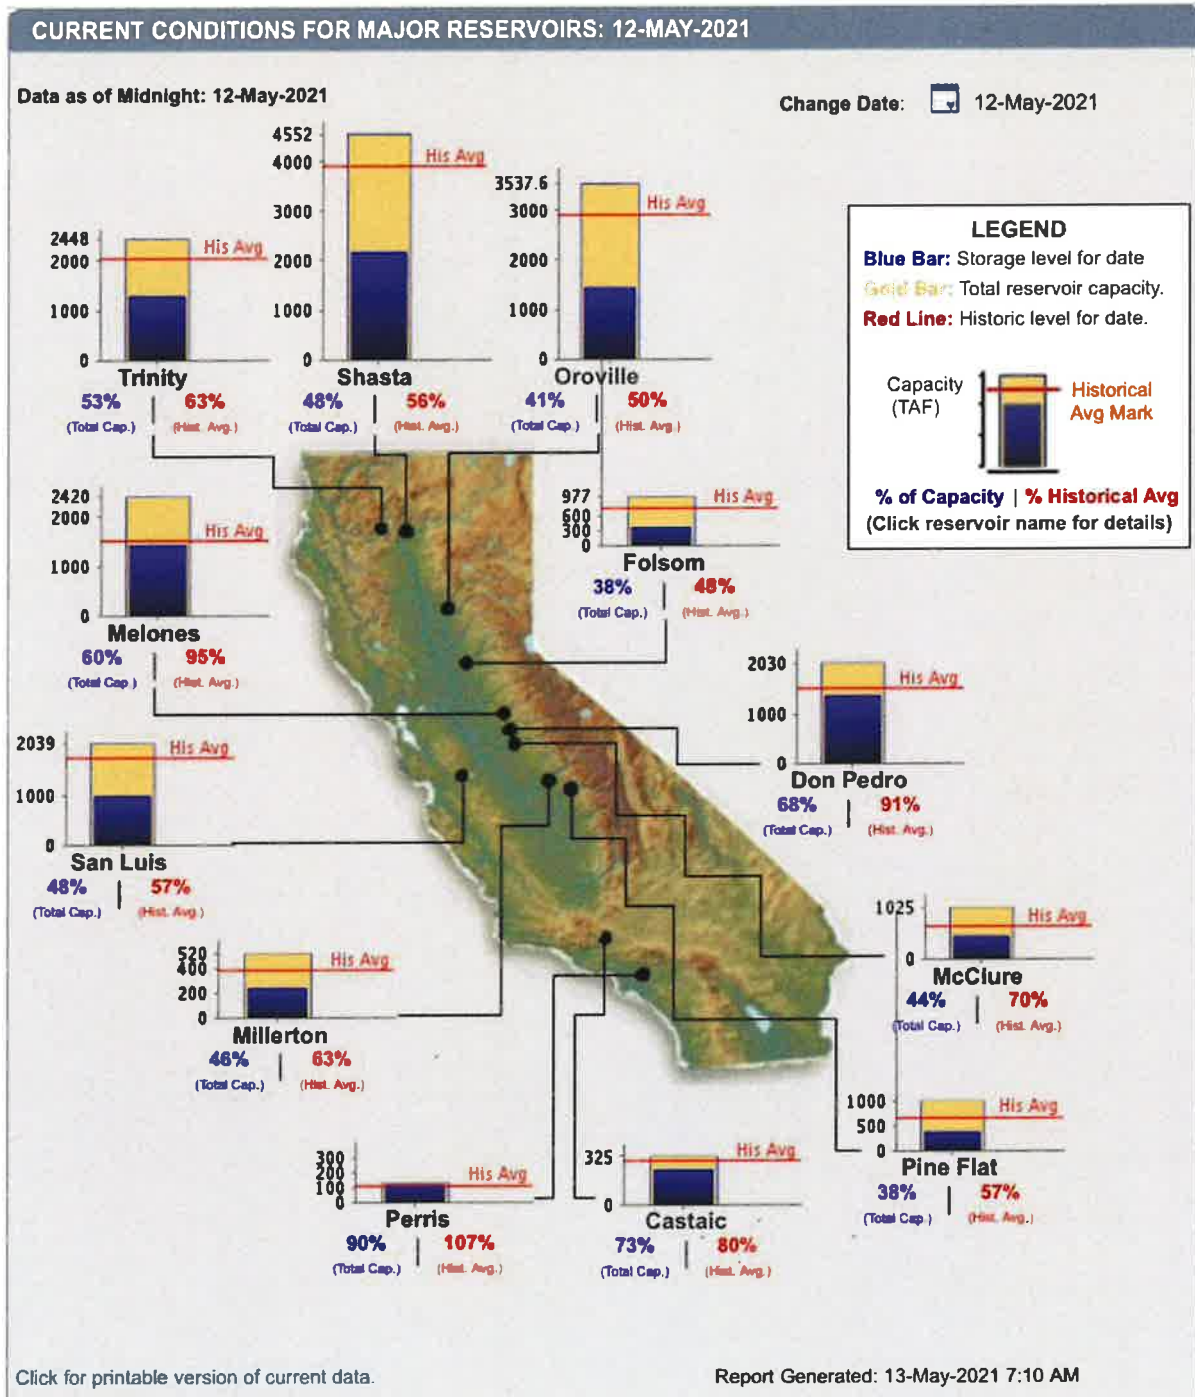 CURRENT CONDITIONS FOR MAJOR RESERVOIRS: 12-MAY-2021
Data as of Midnight: 12-May-2021
Change Date: 12-May-2021
4552
4000
3000
2000
1000
0
His Avg
Shasta
48% | 56%
(Total Cap.) (Hist. Avg.)
3537.6
3000
2000
1000
0
His Avg
Oroville
41% | 50%
(Total Cap.) (Hist. Avg.)
2448
2000
1000
0
His Avg
Trinity
53% | 63%
(Total Cap.) (Hist. Avg.)
LEGEND
Blue Bar: Storage level for date
Gold Bar: Total reservoir capacity.
Red Line: Historic level for date.
Capacity
(TAF)
Historical
Avg Mark
% of Capacity | % Historical Avg
(Click reservoir name for details)
2420
2000
1000
0
His Avg
Melones
60% | 95%
(Total Cap.) (Hist. Avg.)
977
600
300
0
His Avg
Folsom
38% | 48%
(Total Cap.) (Hist. Avg.)
2030
1000
0
His Avg
Don Pedro
68% | 91%
(Total Cap.) (Hist. Avg.)
2039
1000
0
His Avg
San Luis
48% | 57%
(Total Cap.) (Hist. Avg.)
1025
0
His Avg
McClure
44% | 70%
(Total Cap.) (Hist. Avg.)
520
400
200
0
His Avg
Millerton
46% | 63%
(Total Cap.) (Hist. Avg.)
1000
500
0
His Avg
Pine Flat
38% | 57%
(Total Cap.) (Hist. Avg.)
300
200
100
0
His Avg
Perris
90% | 107%
(Total Cap.) (Hist. Avg.)
325
0
His Avg
Castaic
73% | 80%
(Total Cap.) (Hist. Avg.)
Click for printable version of current data.
Report Generated: 13-May-2021 7:10 AM